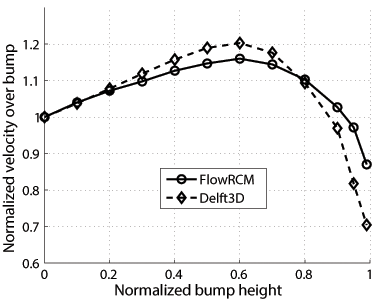 Normalized velocity over bump
1.2
1.1
1
0.9
0.8
0.7
0.6
FlowRCM
Delft3D
0 0.2 0.4 0.6 0.8 1
Normalized bump height